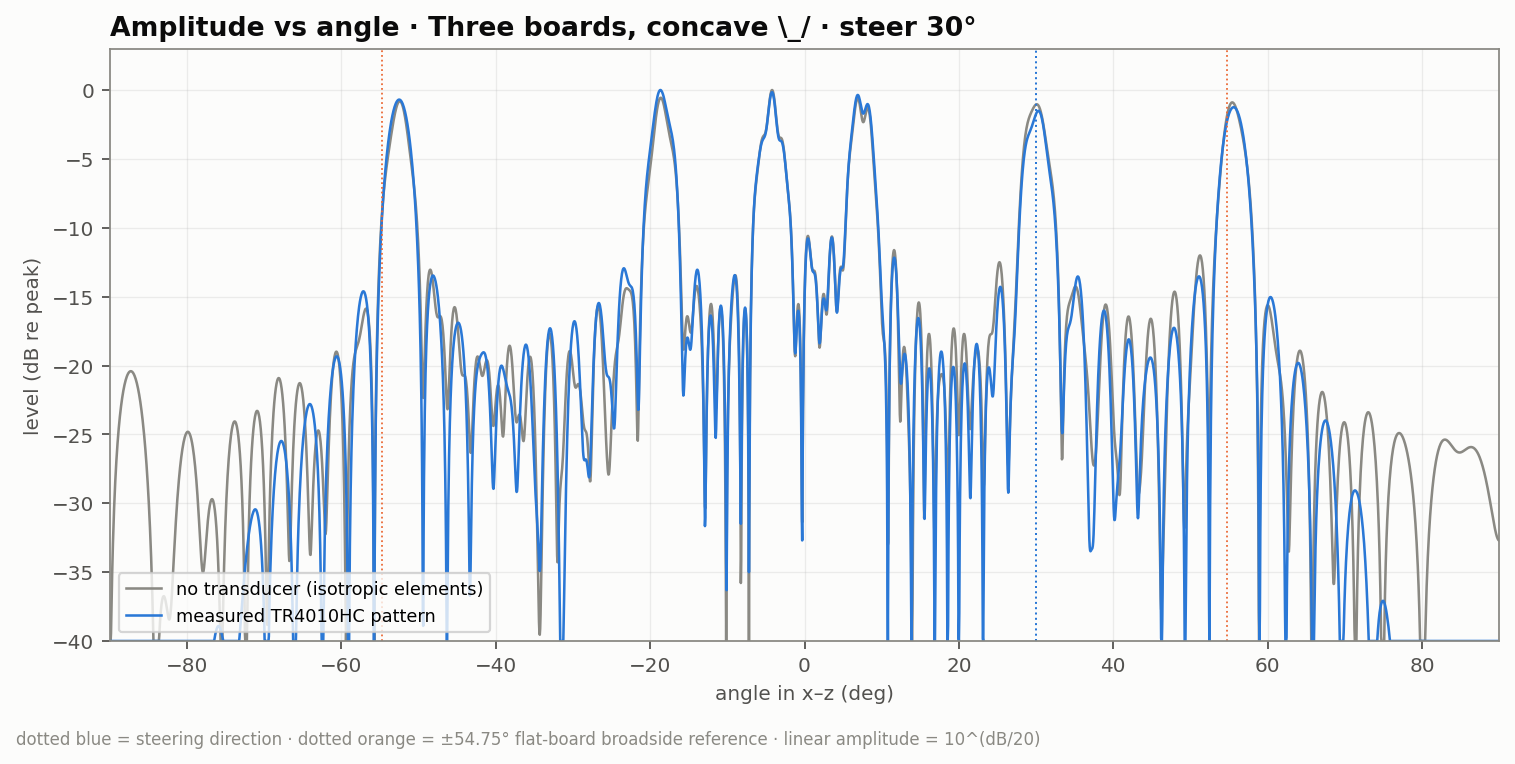 Amplitude vs angle · Three boards, concave \_/ · steer 30°
level (dB re peak)
0
−5
−10
−15
−20
−25
−30
−35
−40
no transducer (isotropic elements)
measured TR4010HC pattern
−80 −60 −40 −20 0 20 40 60 80
angle in x–z (deg)
dotted blue = steering direction · dotted orange = ±54.75° flat-board broadside reference · linear amplitude = 10^(dB/20)